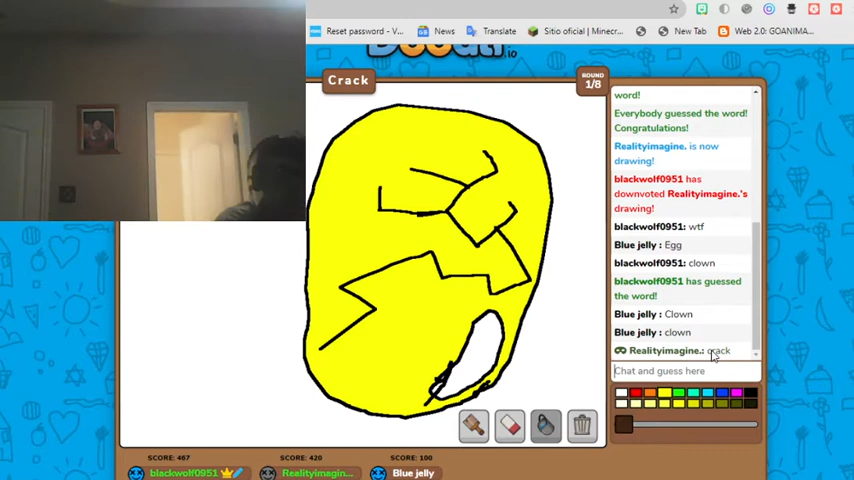 Reset password - V...
News
Translate
Sitio oficial | Minecr...
New Tab
Web 2.0: GOANIMA...
.io
Crack
ROUND
1/8
word!
Everybody guessed the word!
Congratulations!
Realityimagine. is now
drawing!
blackwolf0951 has
downvoted Realityimagine.'s
drawing!
blackwolf0951: wtf
Blue jelly : Egg
blackwolf0951: clown
blackwolf0951 has guessed
the word!
Blue jelly : Clown
Blue jelly : clown
Realityimagine.: crack
Chat and guess here
SCORE: 467
SCORE: 420
SCORE: 100
blackwolf0951
Realityimagin...
Blue jelly